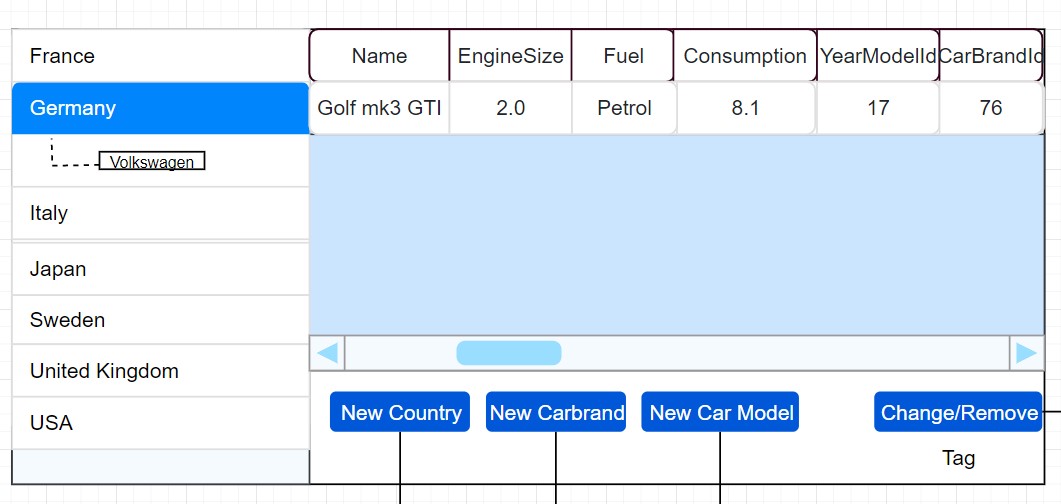 France
Name EngineSize Fuel Consumption YearModelId CarBrandId
Germany
Golf mk3 GTI 2.0 Petrol 8.1 17 76
Volkswagen
Italy
Japan
Sweden
United Kingdom
USA
New Country New Carbrand New Car Model Change/Remove
Tag